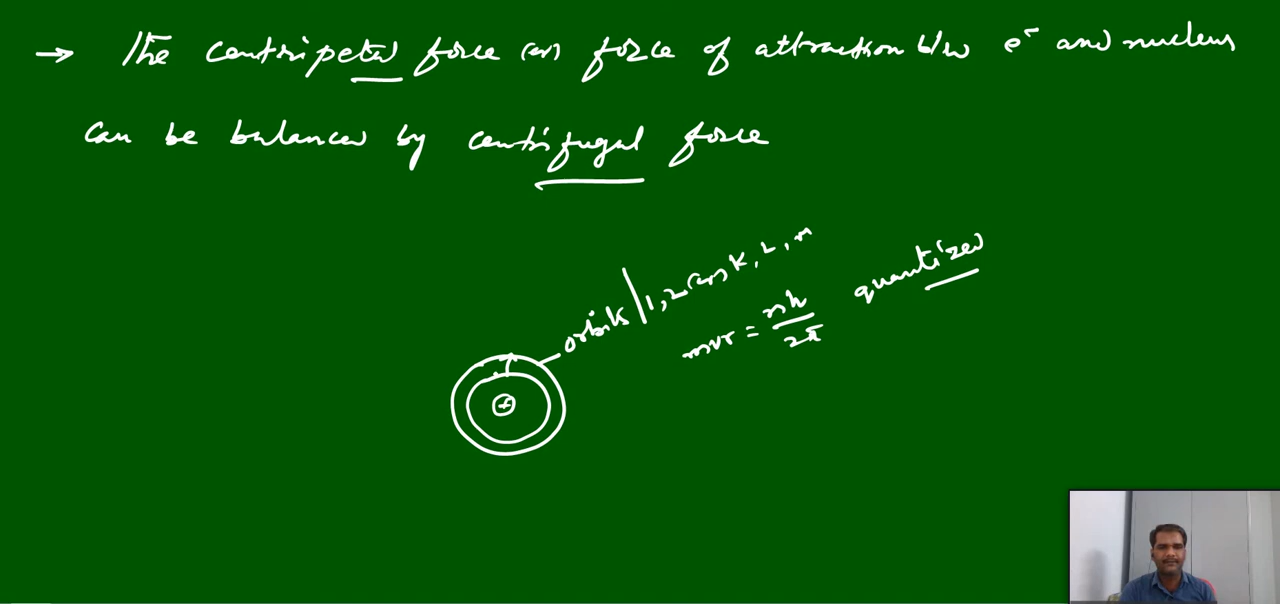 → The centripetal force (or) force of attraction b/w e⁻ and nucleus
can be balanced by centrifugal force
orbits / 1, 2 (or) K, L, M
mvr = nh/2π quantized
+